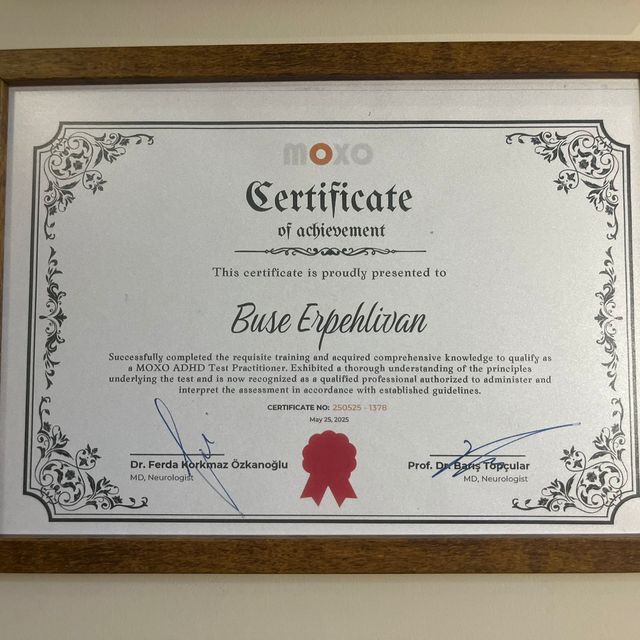 moxo
Certificate
of achievement
This certificate is proudly presented to
Buse Erpehlivan
Successfully completed the requisite training and acquired comprehensive knowledge to qualify as
a MOXO ADHD Test Practitioner. Exhibited a thorough understanding of the principles
underlying the test and is now recognized as a qualified professional authorized to administer and
interpret the assessment in accordance with established guidelines.
CERTIFICATE NO: 250525 - 1378
May 25, 2025
Dr. Ferda Korkmaz Özkanoğlu
MD, Neurologist
Prof. Dr. Barış Topçular
MD, Neurologist